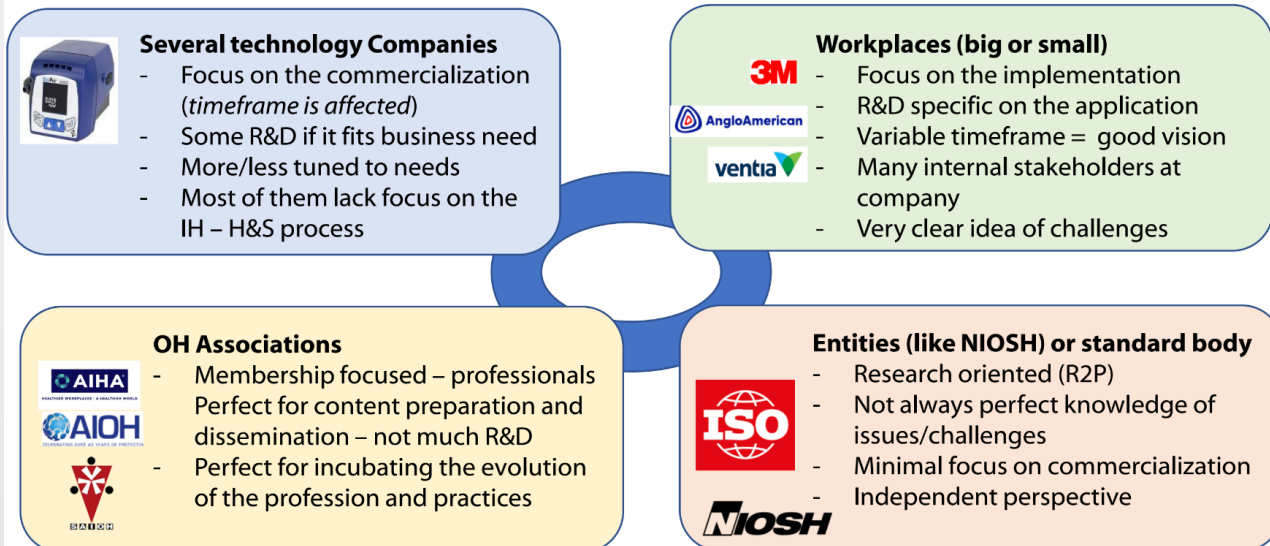 Several technology Companies
- Focus on the commercialization
(timeframe is affected)
- Some R&D if it fits business need
- More/less tuned to needs
- Most of them lack focus on the
IH – H&S process
Workplaces (big or small)
3M
AngloAmerican
ventia
- Focus on the implementation
- R&D specific on the application
- Variable timeframe = good vision
- Many internal stakeholders at
company
- Very clear idea of challenges
OH Associations
AIHA
HEALTHIER WORKPLACES | A HEALTHIER WORLD
AIOH
SAIOH
- Membership focused – professionals
Perfect for content preparation and
dissemination – not much R&D
- Perfect for incubating the evolution
of the profession and practices
Entities (like NIOSH) or standard body
ISO
NIOSH
- Research oriented (R2P)
- Not always perfect knowledge of
issues/challenges
- Minimal focus on commercialization
- Independent perspective